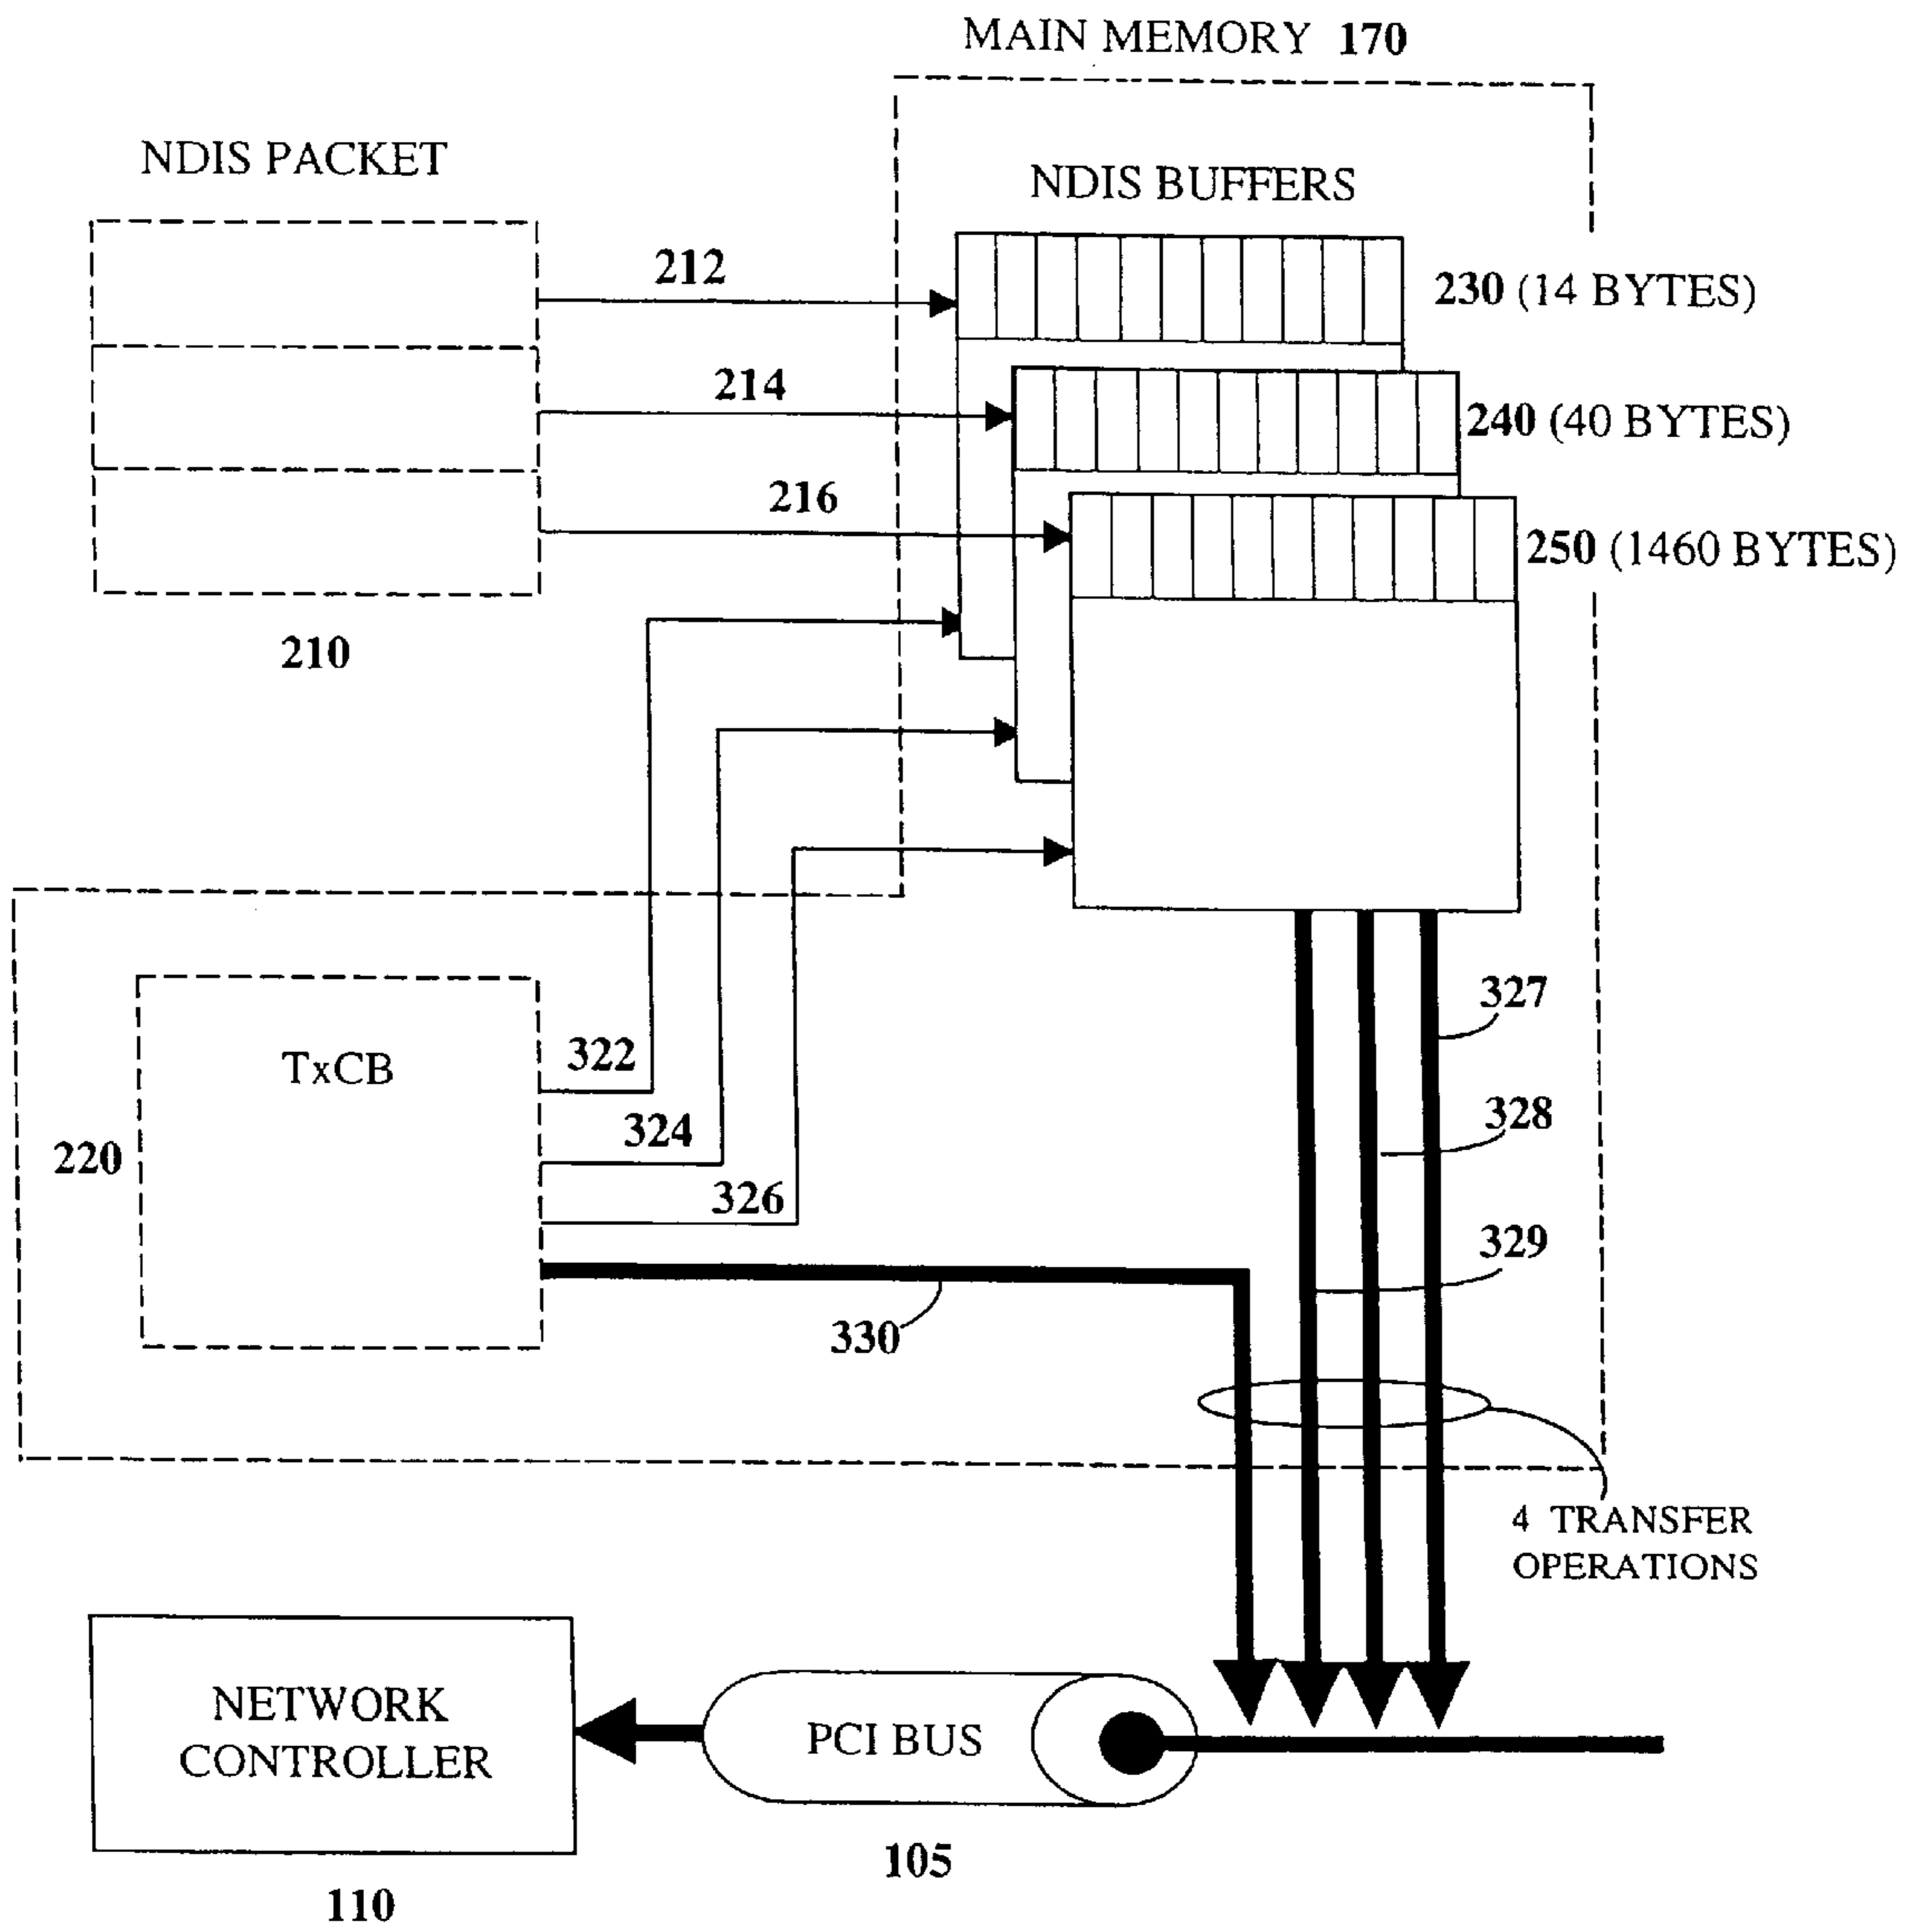 MAIN MEMORY 170
NDIS PACKET
NDIS BUFFERS
212
230 (14 BYTES)
214
240 (40 BYTES)
216
250 (1460 BYTES)
210
327
TxCB
322
328
324
220
326
329
330
4 TRANSFER
OPERATIONS
NETWORK
CONTROLLER
PCI BUS
105
110